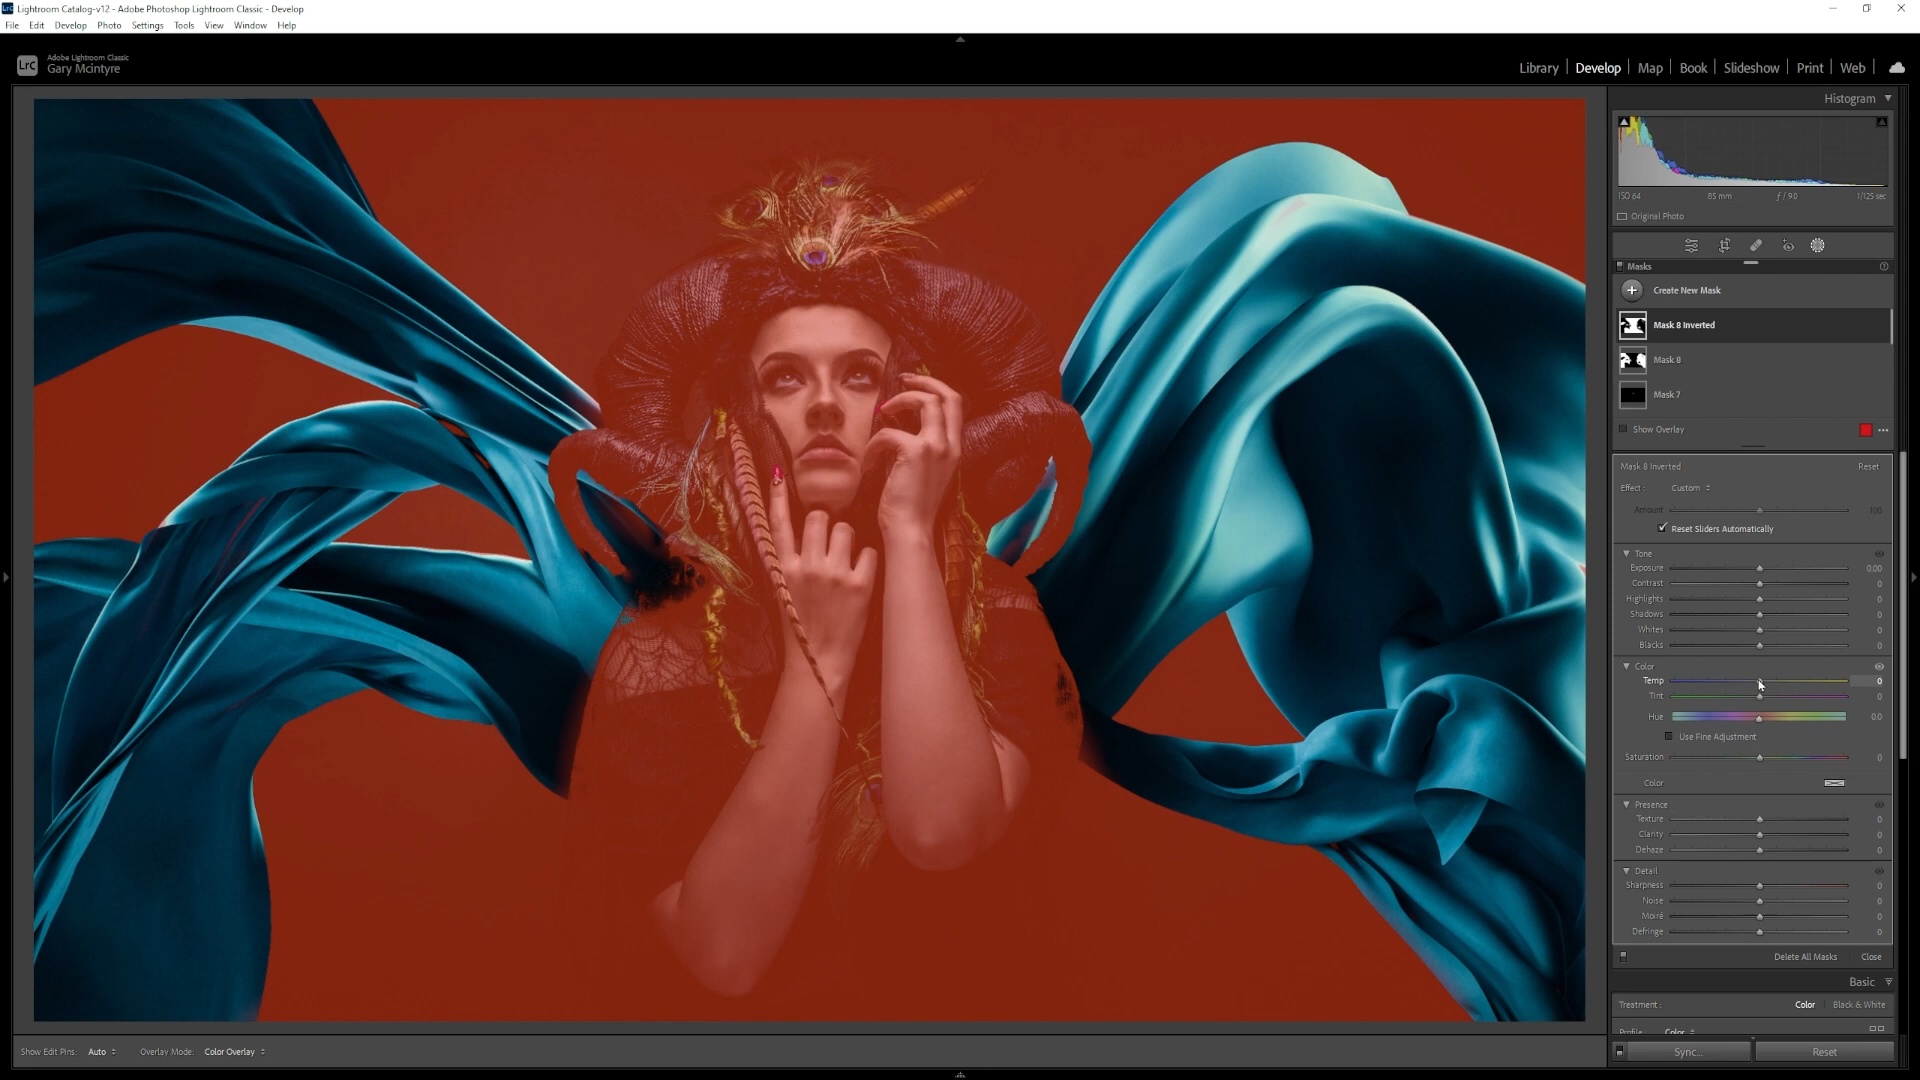 Lightroom Catalog-v12 - Adobe Photoshop Lightroom Classic - Develop
File Edit Develop Photo Settings Tools View Window Help
LrC
Adobe Lightroom Classic
Gary Mcintyre
Library | Develop | Map | Book | Slideshow | Print | Web |
Histogram
ISO 64 85 mm ƒ / 9.0 1/125 sec
Original Photo
Masks
Create New Mask
Mask 8 Inverted
Mask 8
Mask 7
Show Overlay
Mask 8 Inverted Reset
Effect : Custom
Amount 100
Reset Sliders Automatically
Tone
Exposure 0.00
Contrast 0
Highlights 0
Shadows 0
Whites 0
Blacks 0
Color
Temp 0
Tint 0
Hue 0.0
Use Fine Adjustment
Saturation 0
Color
Presence
Texture 0
Clarity 0
Dehaze 0
Detail
Sharpness 0
Noise 0
Moiré 0
Defringe 0
Delete All Masks Close
Basic
Treatment : Color Black & White
Profile Color
Show Edit Pins: Auto Overlay Mode: Color Overlay
Sync... Reset